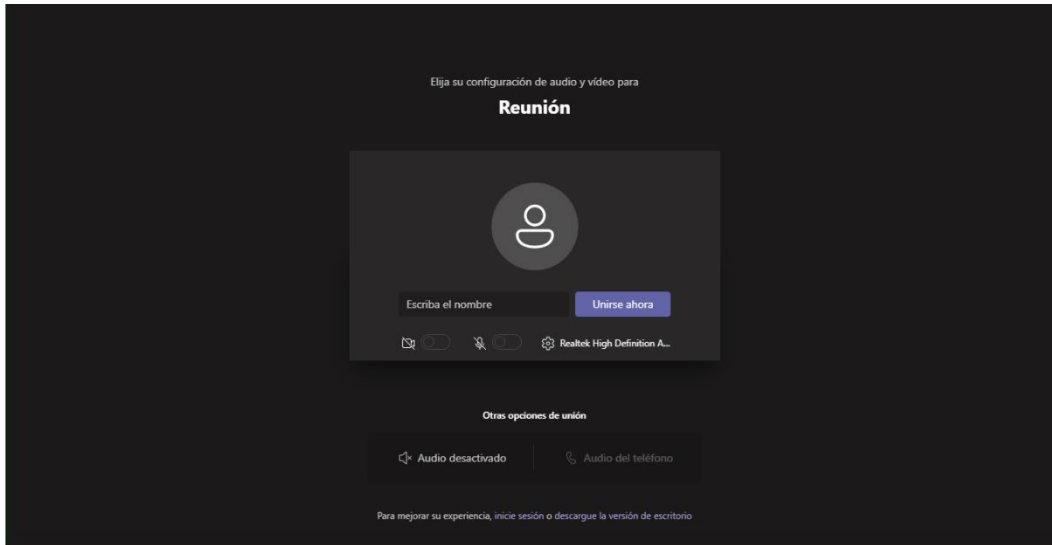 Elija su configuración de audio y vídeo para
Reunión
Escriba el nombre
Unirse ahora
Realtek High Definition A...
Otras opciones de unión
Audio desactivado
Audio del teléfono
Para mejorar su experiencia, inicie sesión o descargue la versión de escritorio